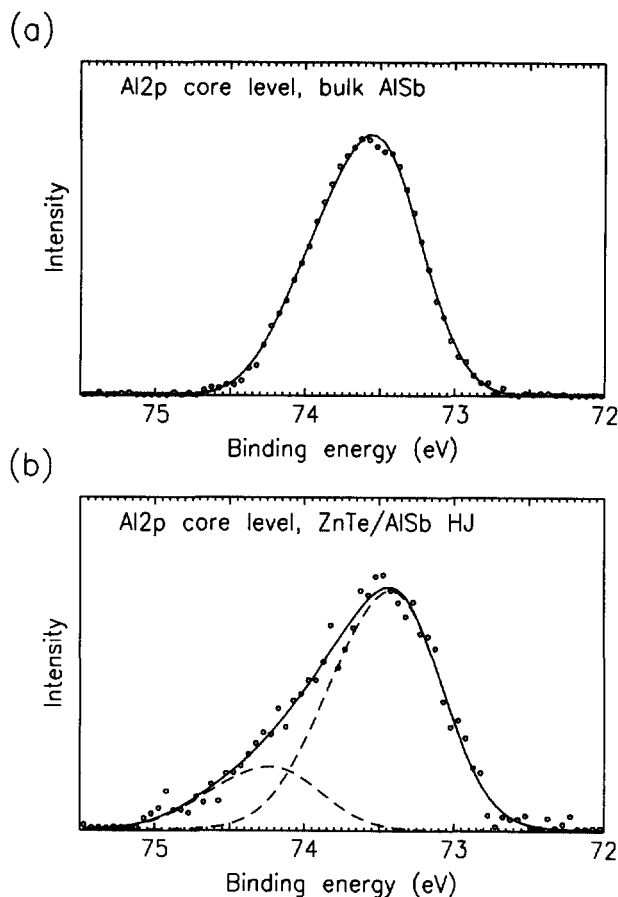 (a)
Al2p core level, bulk AlSb
Intensity
75 74 73 72
Binding energy (eV)
(b)
Al2p core level, ZnTe/AlSb HJ
Intensity
75 74 73 72
Binding energy (eV)